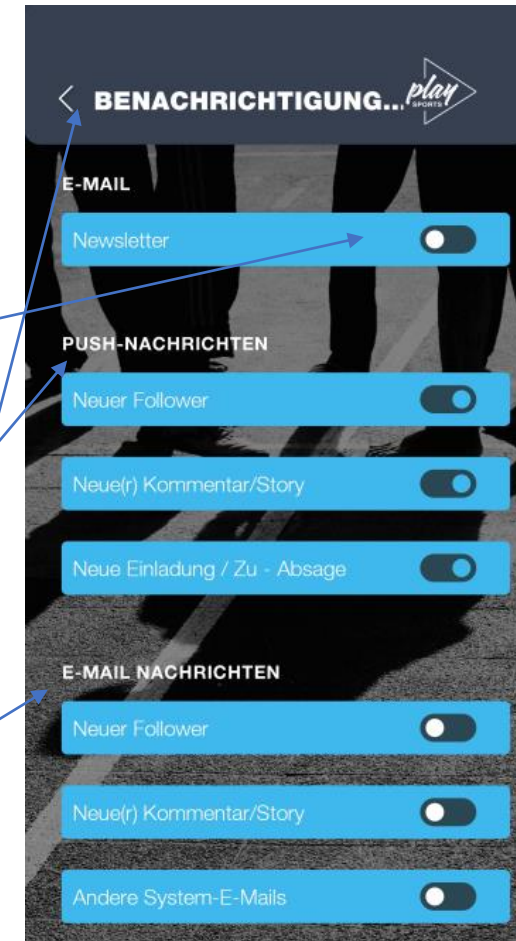 BENACHRICHTIGUNG...
play
SPORTS
E-MAIL
Newsletter
PUSH-NACHRICHTEN
Neuer Follower
Neue(r) Kommentar/Story
Neue Einladung / Zu - Absage
E-MAIL NACHRICHTEN
Neuer Follower
Neue(r) Kommentar/Story
Andere System-E-Mails